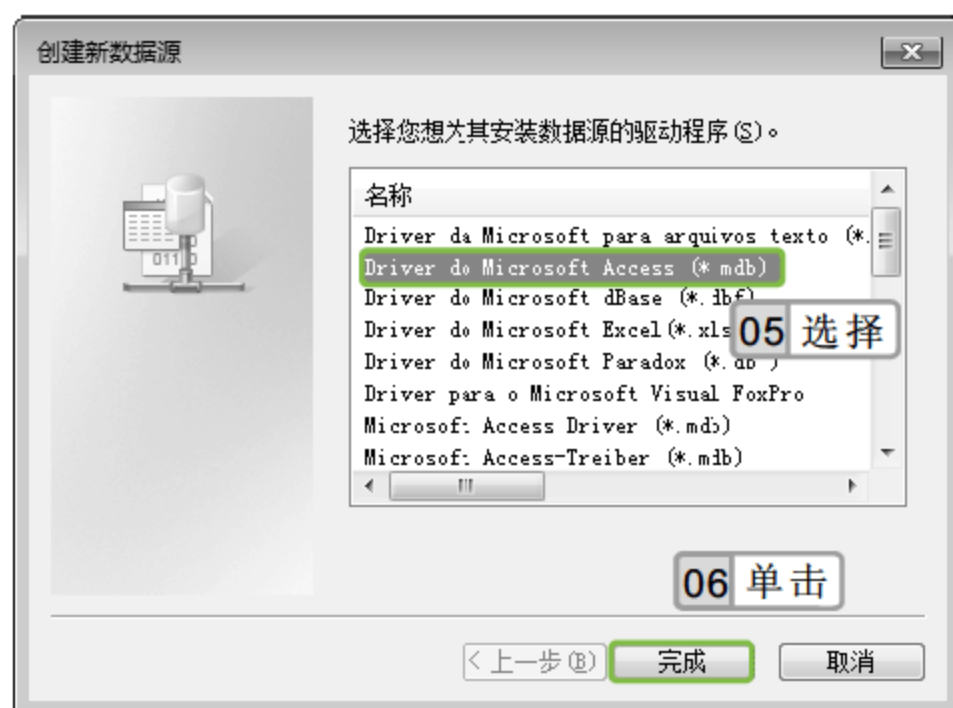 创建新数据源
选择您想为其安装数据源的驱动程序(S)。
名称
Driver da Microsoft para arquivos texto (*.
Driver do Microsoft Access (*.mdb)
Driver do Microsoft dBase (*.dbf)
Driver do Microsoft Excel(*.xls
Driver do Microsoft Paradox (*.db )
Driver para o Microsoft Visual FoxPro
Microsoft Access Driver (*.mdb)
Microsoft Access-Treiber (*.mdb)
011
05 选择
06 单击
<上一步(B)
完成
取消